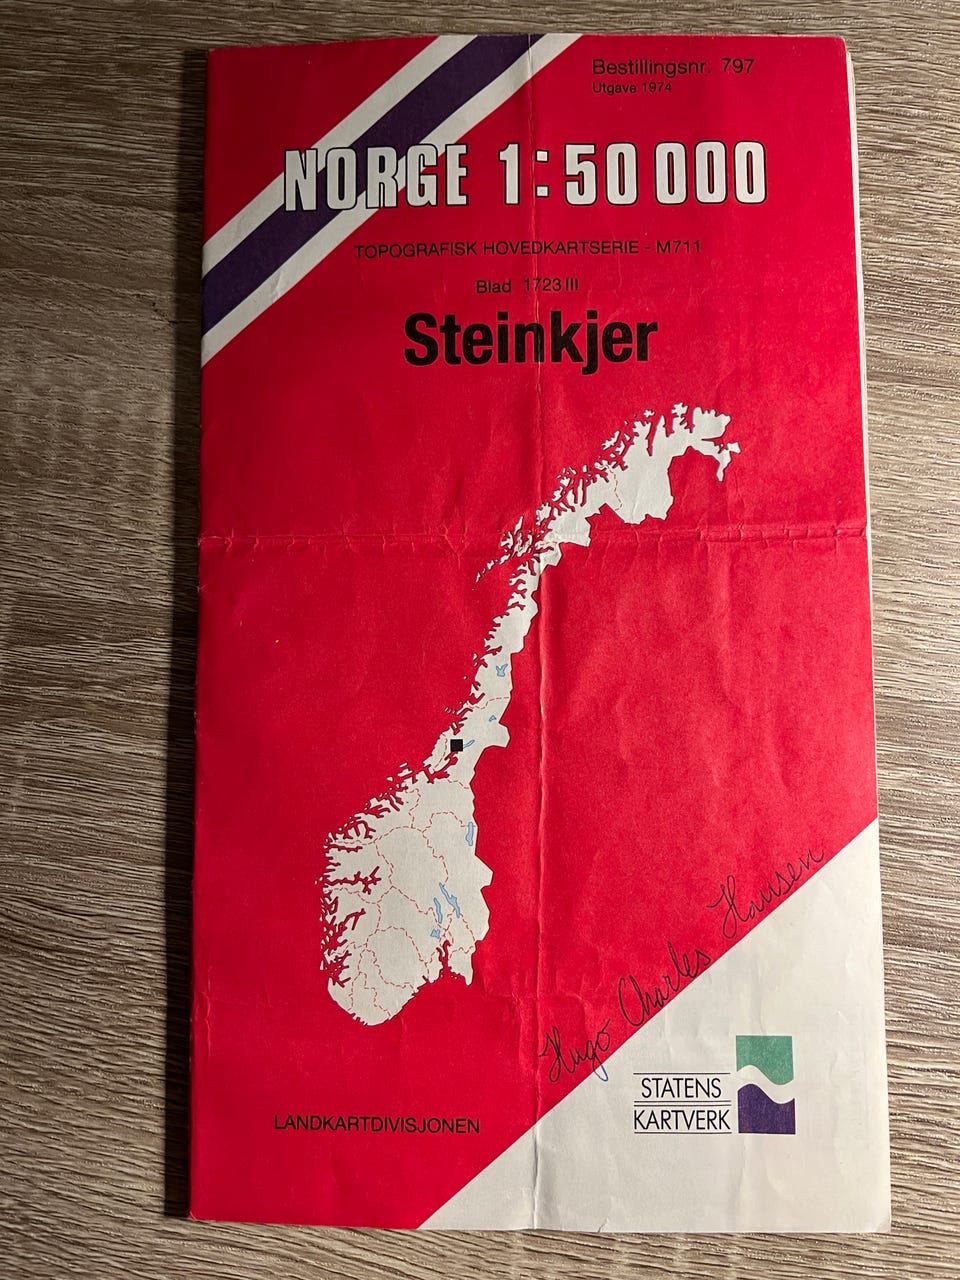 Bestillingsnr. 797
Utgave 1974
NORGE 1:50 000
TOPOGRAFISK HOVEDKARTSERIE - M711
Blad 1723 III
Steinkjer
Hugo Charles Hansen
LANDKARTDIVISJONEN
STATENS
KARTVERK